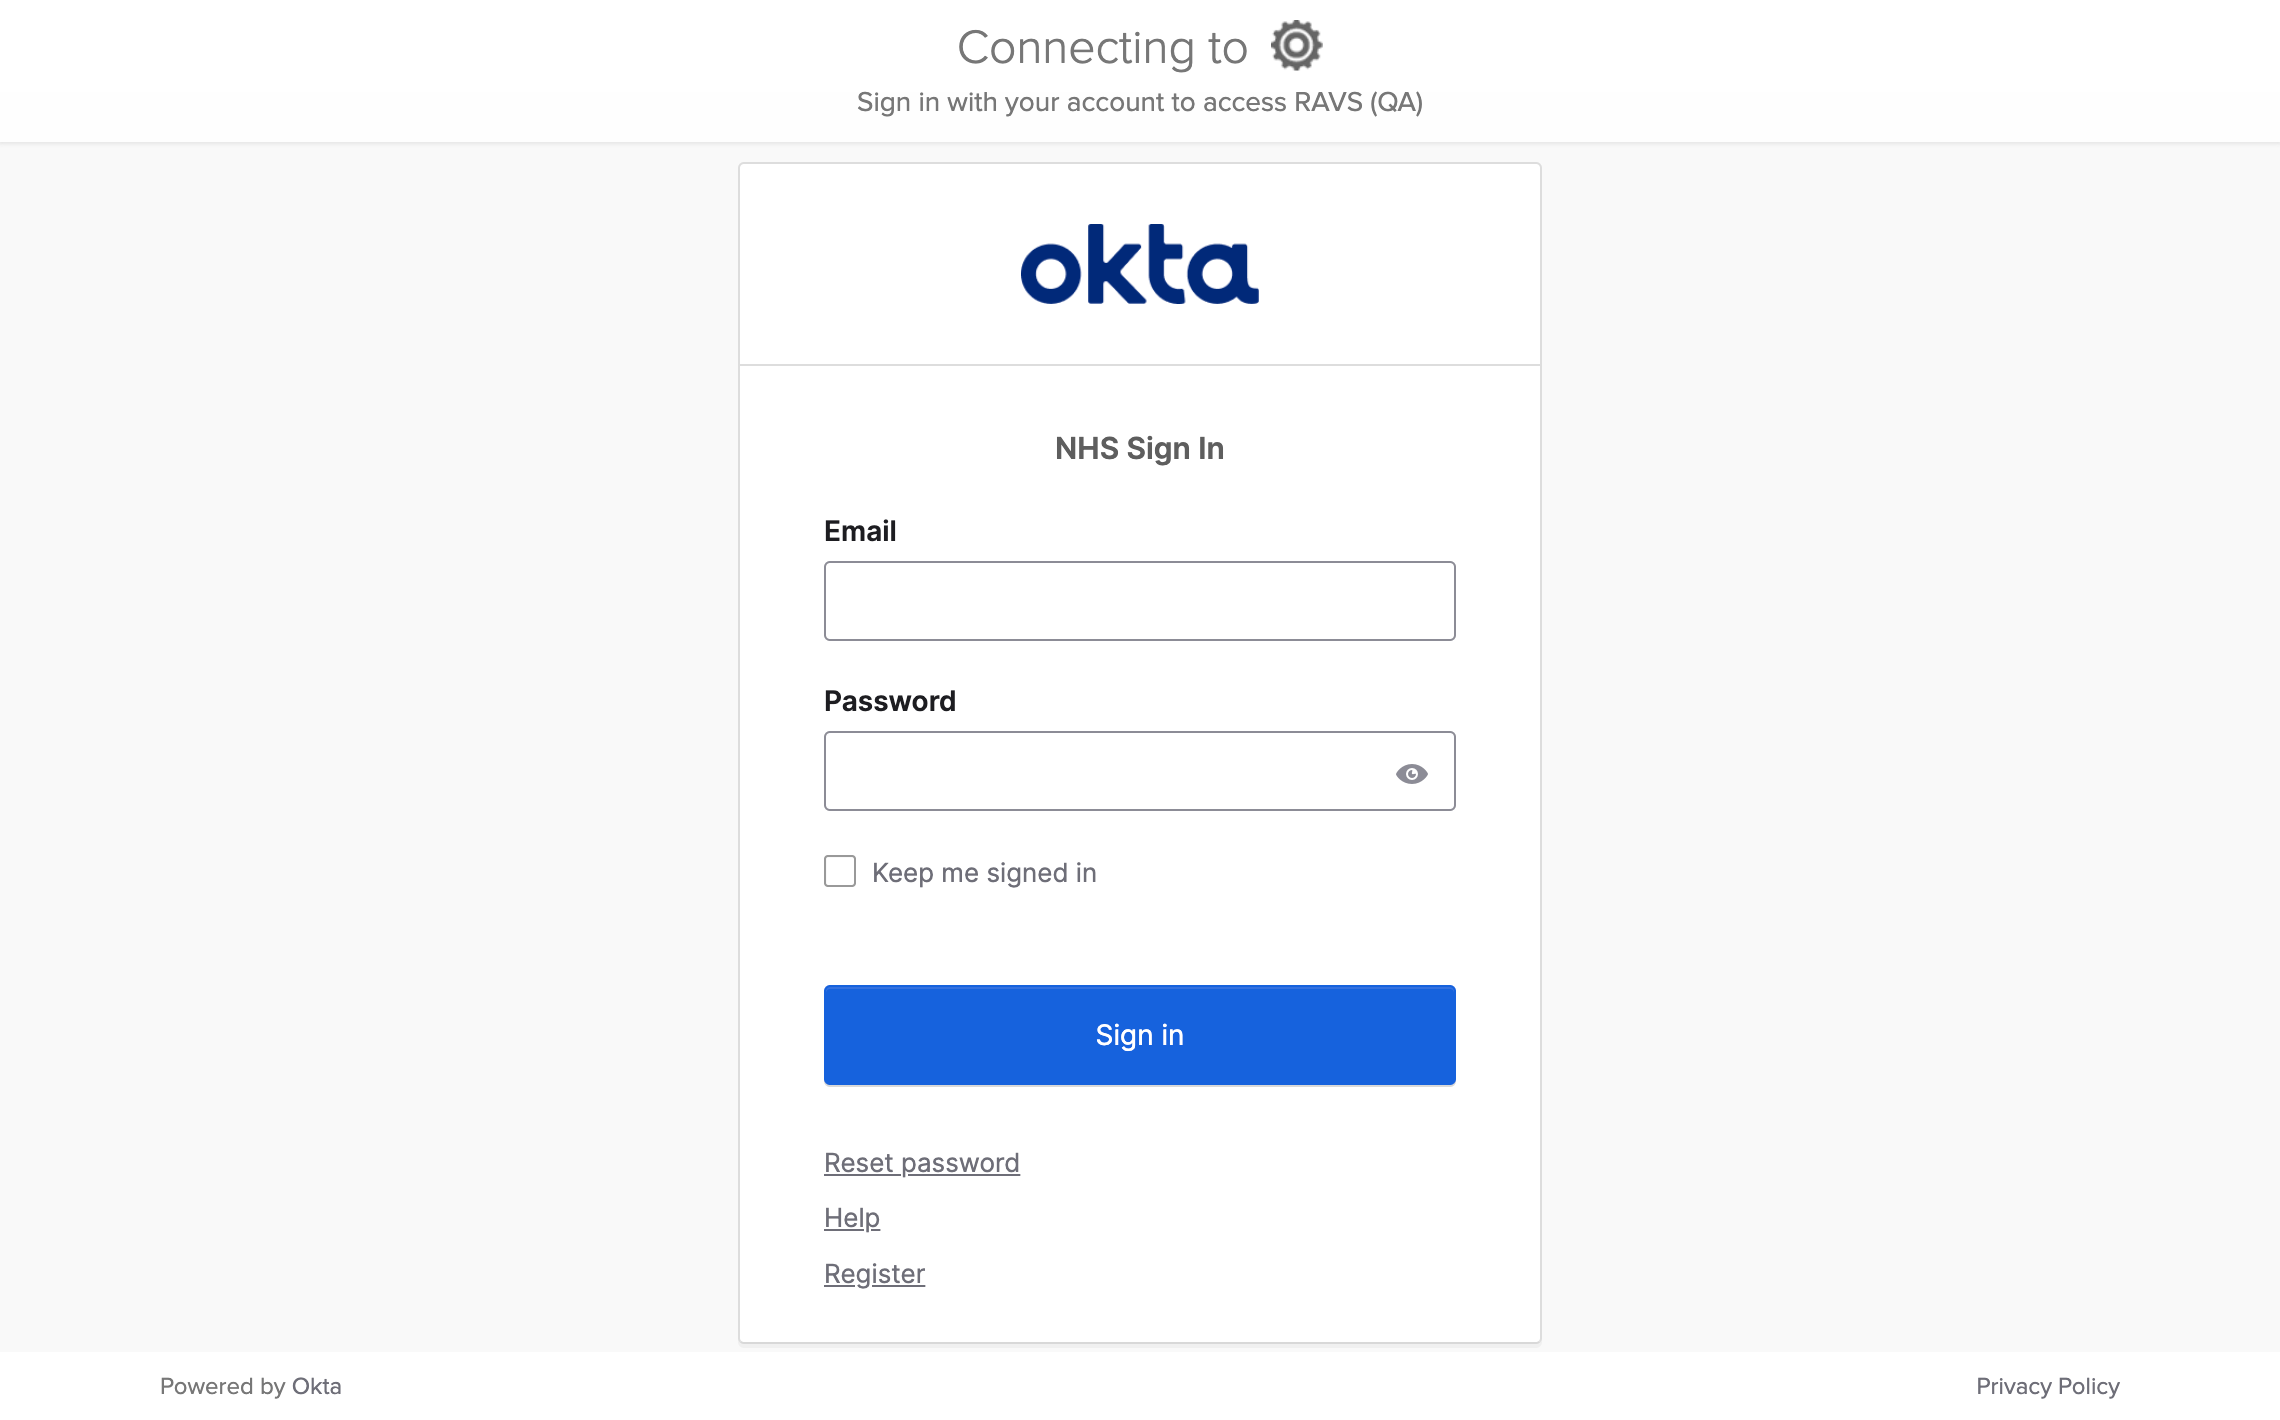 Connecting to
Sign in with your account to access RAVS (QA)
okta
NHS Sign In
Email
Password
Keep me signed in
Sign in
Reset password
Help
Register
Powered by Okta
Privacy Policy